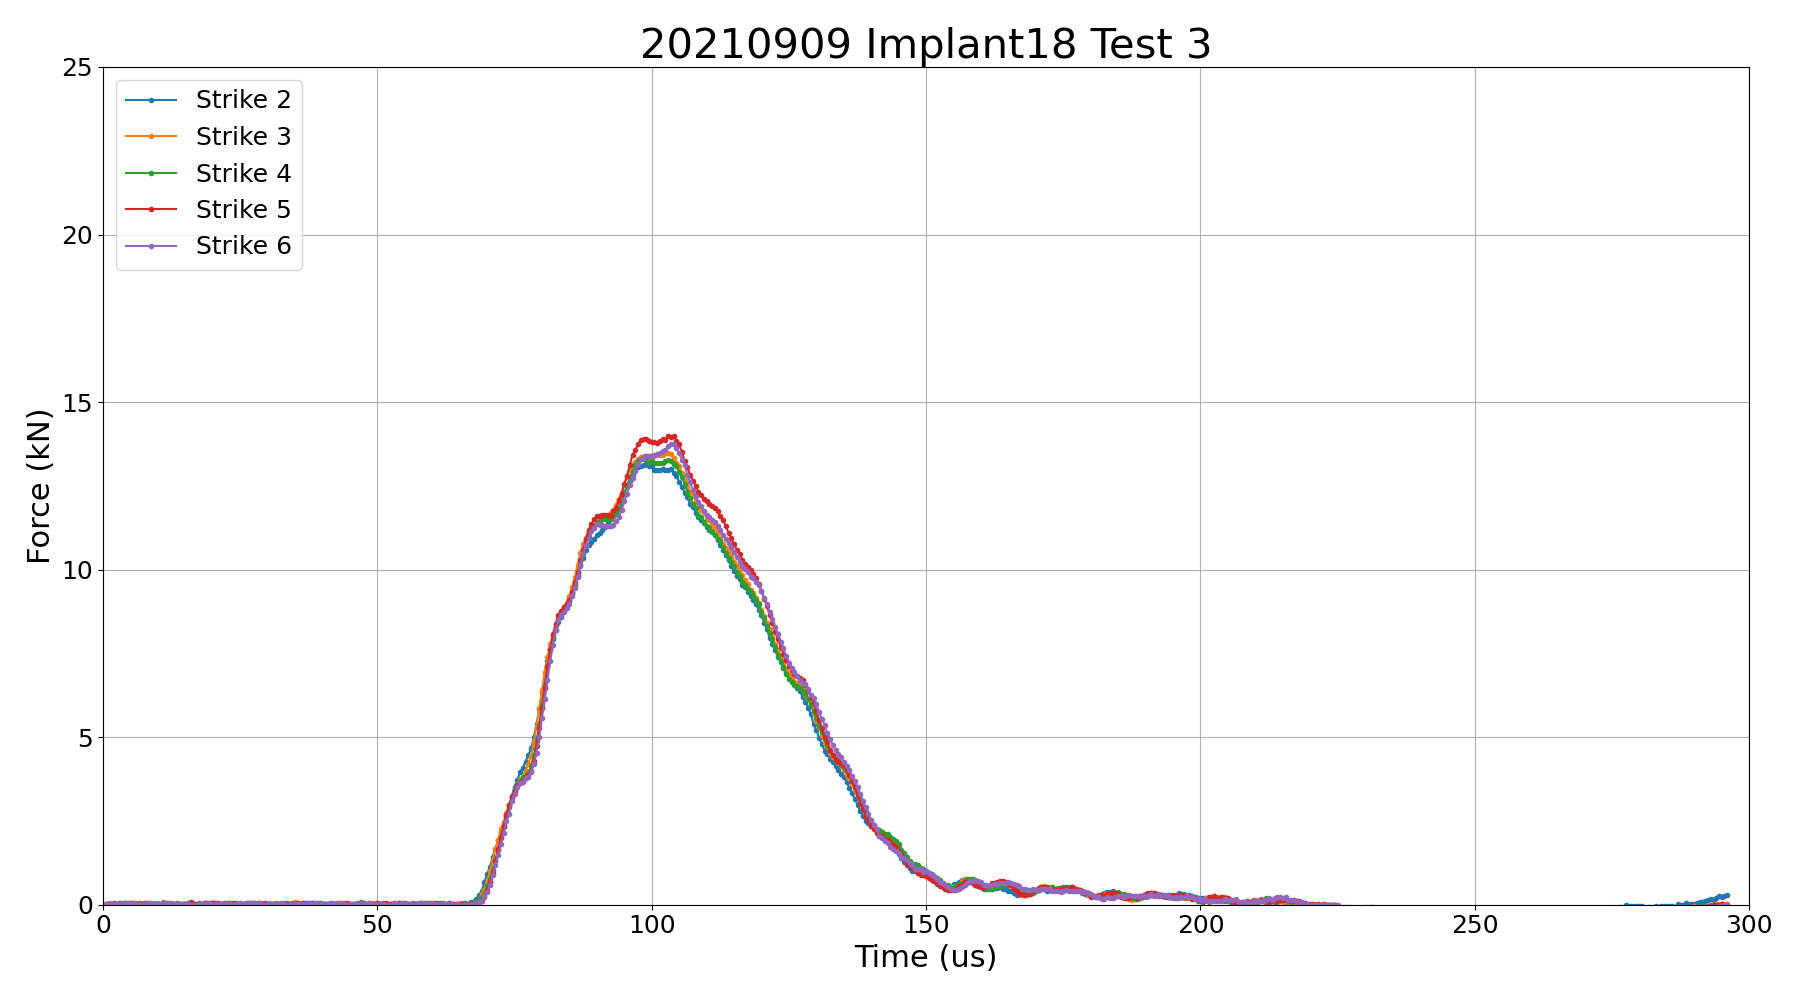 20210909 Implant18 Test 3
25
20
15
10
5
0
Force (kN)
Strike 2
Strike 3
Strike 4
Strike 5
Strike 6
0 50 100 150 200 250 300
Time (us)